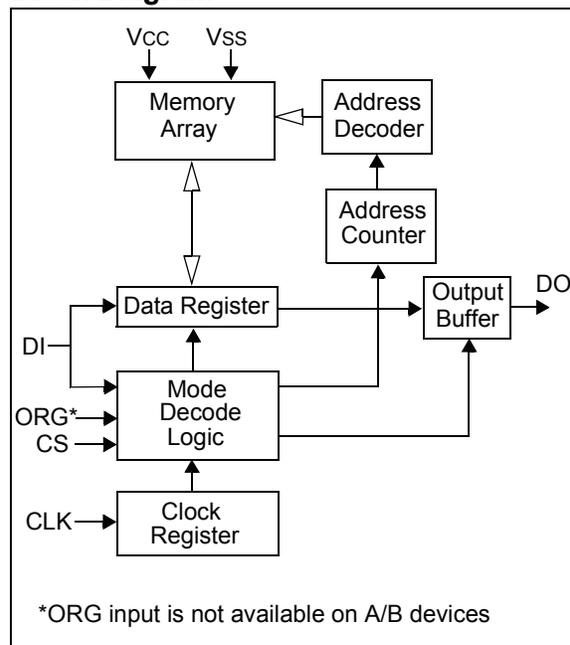 VCC
VSS
Memory
Array
Address
Decoder
Address
Counter
Data Register
Output
Buffer
DO
DI
Mode
Decode
Logic
ORG*
CS
CLK
Clock
Register
*ORG input is not available on A/B devices